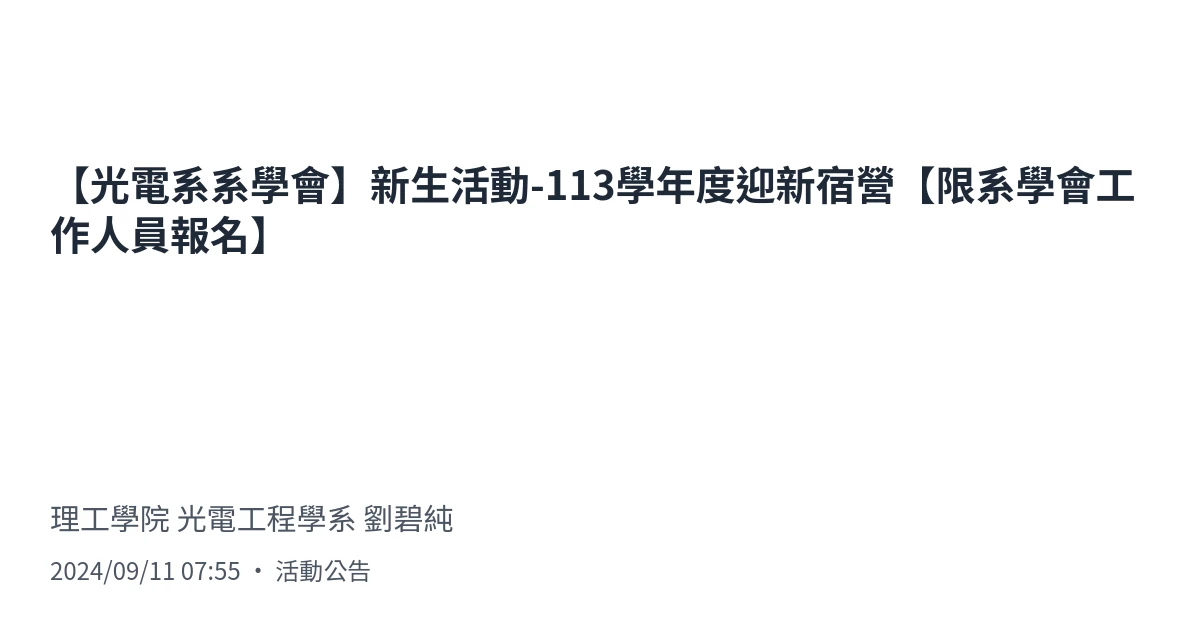 【光電系系學會】新生活動-113學年度迎新宿營【限系學會工
作人員報名】
理工學院 光電工程學系 劉碧純
2024/09/11 07:55 • 活動公告